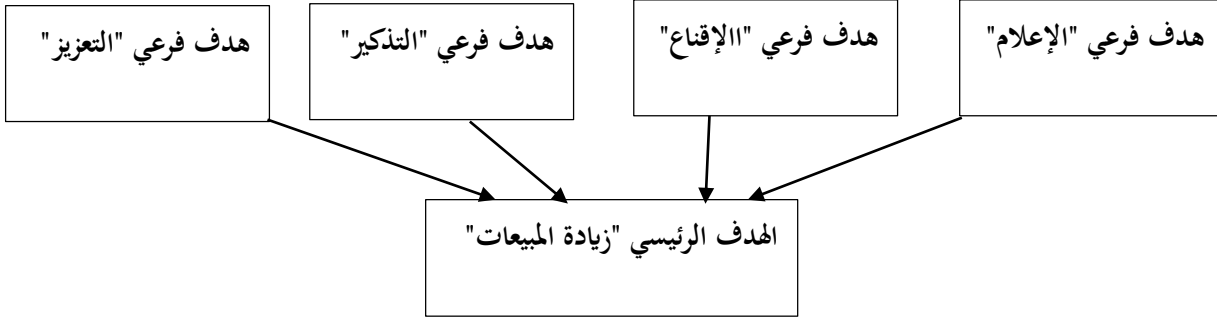 هدف فرعي "الإعلام"
هدف فرعي "االإقناع"
هدف فرعي "التذكير"
هدف فرعي "التعزيز"
الهدف الرئيسي "زيادة المبيعات"